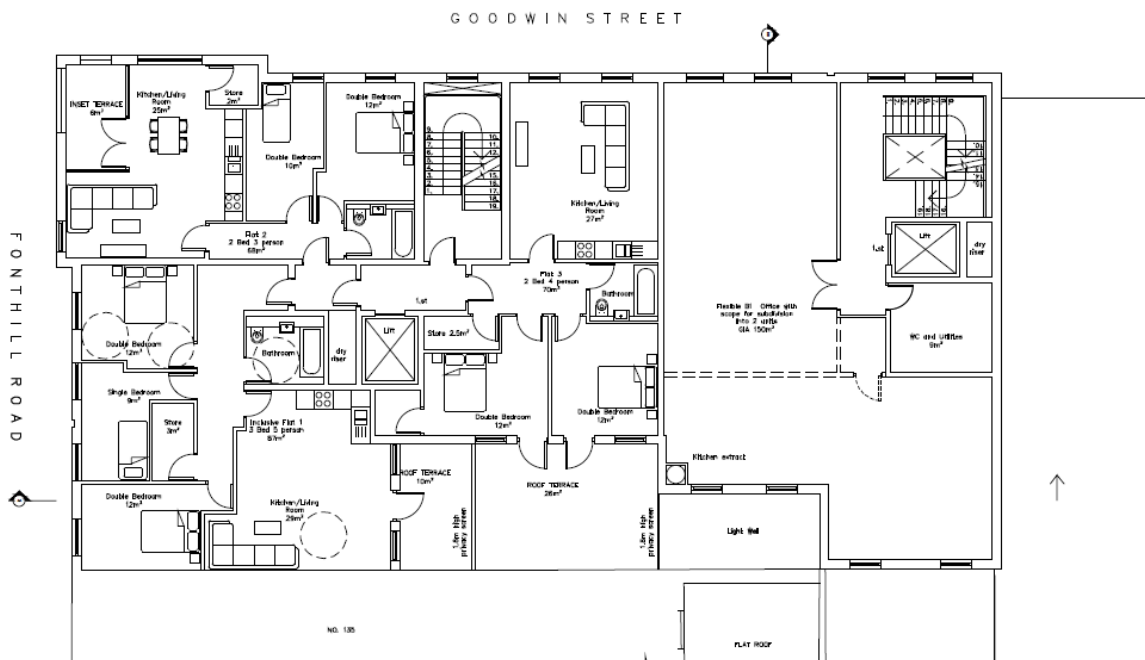 GOODWIN STREET
FONTHILL ROAD
INSET TERRACE
6m²
Kitchen/Living
Room
25m²
Store
2m²
Double Bedroom
10m²
Double Bedroom
12m²
Flat 2
2 Bed 3 person
68m²
Kitchen/Living
Room
27m²
Flat 3
2 Bed 4 person
70m²
Bathroom
1.st
Lift
Store 2.5m²
dry
riser
Bathroom
Double Bedroom
12m²
Single Bedroom
9m²
Store
3m²
Inclusive Flat 1
3 Bed 5 person
Double Bedroom
12m²
Kitchen/Living
Room
29m²
Double Bedroom
12m²
Double Bedroom
12m²
ROOF TERRACE
10m²
1.8m high
privacy screen
ROOF TERRACE
26m²
1.8m high
privacy screen
Flexible B1 Office with
scope for subdivision
into 2 units
GIA 150m²
1.st
Lift
dry
riser
WC and Utilities
9m²
Kitchen extract
Light Well
NO. 135
FLAT ROOF